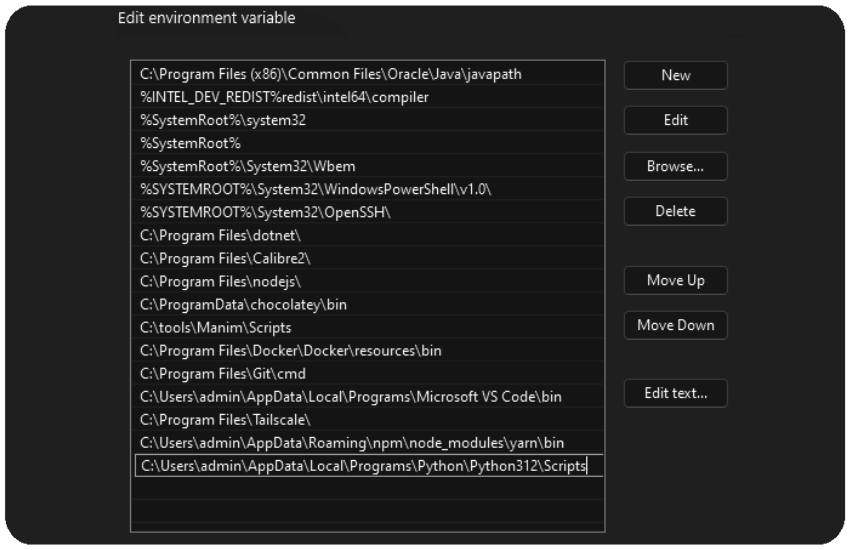 Edit environment variable
C:\Program Files (x86)\Common Files\Oracle\Java\javapath
%INTEL_DEV_REDIST%redist\intel64\compiler
%SystemRoot%\system32
%SystemRoot%
%SystemRoot%\System32\Wbem
%SYSTEMROOT%\System32\WindowsPowerShell\v1.0\
%SYSTEMROOT%\System32\OpenSSH\
C:\Program Files\dotnet\
C:\Program Files\Calibre2\
C:\Program Files\nodejs\
C:\ProgramData\chocolatey\bin
C:\tools\Manim\Scripts
C:\Program Files\Docker\Docker\resources\bin
C:\Program Files\Git\cmd
C:\Users\admin\AppData\Local\Programs\Microsoft VS Code\bin
C:\Program Files\Tailscale\
C:\Users\admin\AppData\Roaming\npm\node_modules\yarn\bin
C:\Users\admin\AppData\Local\Programs\Python\Python312\Scripts
New
Edit
Browse...
Delete
Move Up
Move Down
Edit text...